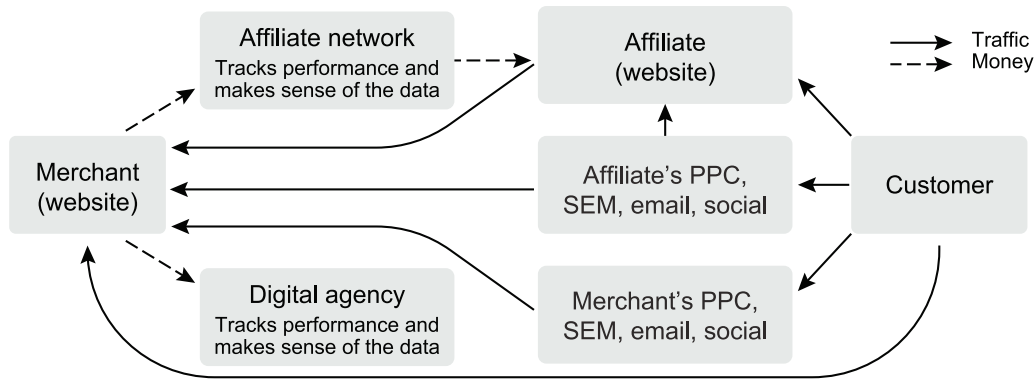 Affiliate network
Tracks performance and
makes sense of the data
Affiliate
(website)
Traffic
Money
Merchant
(website)
Affiliate’s PPC,
SEM, email, social
Customer
Digital agency
Tracks performance and
makes sense of the data
Merchant’s PPC,
SEM, email, social